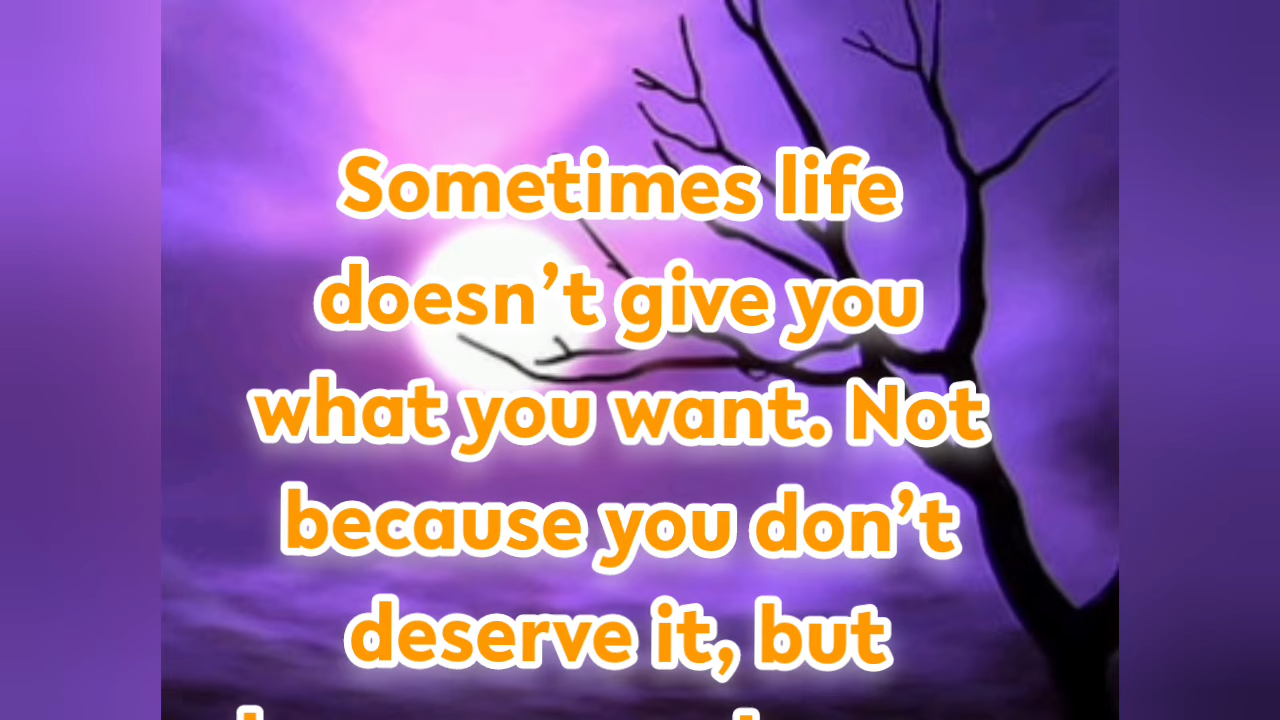 Sometimes life
doesn’t give you
what you want. Not
because you don’t
deserve it, but